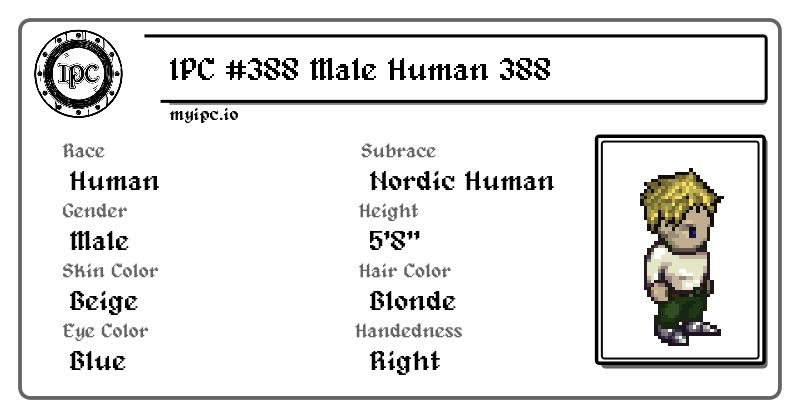 IPC
IPC #388 Male Human 388
myipc.io
Race
Human
Subrace
Nordic Human
Gender
Male
Height
5'8"
Skin Color
Beige
Hair Color
Blonde
Eye Color
Blue
Handedness
Right